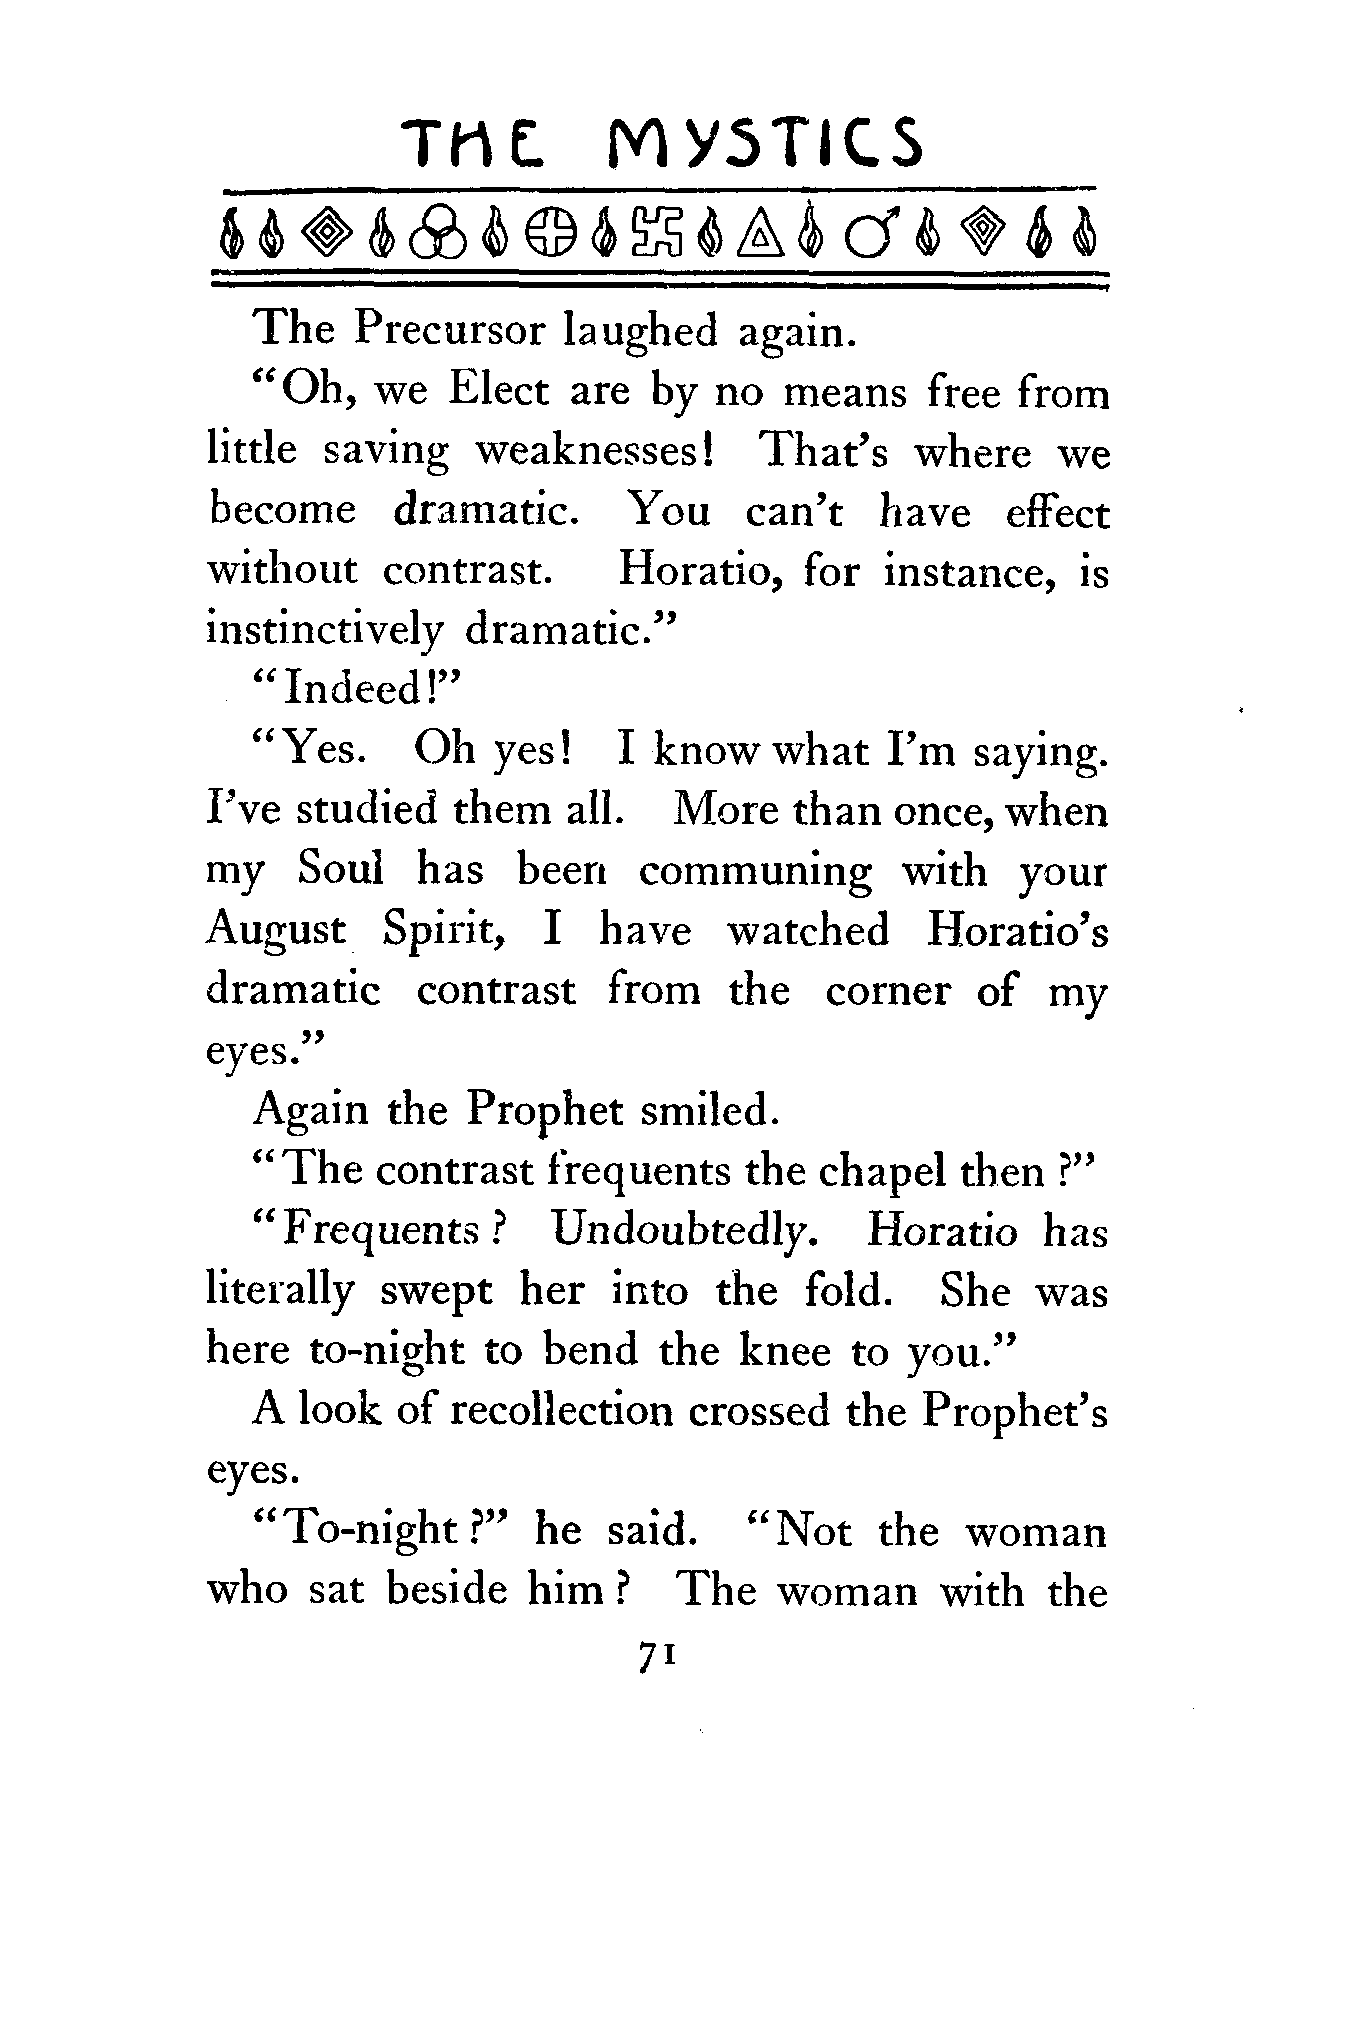 THE MYSTICS
The Precursor laughed again.
“Oh, we Elect are by no means free from
little saving weaknesses! That’s where we
become dramatic. You can’t have effect
without contrast. Horatio, for instance, is
instinctively dramatic.”
“Indeed!”
“Yes. Oh yes! I know what I’m saying.
I’ve studied them all. More than once, when
my Soul has been communing with your
August Spirit, I have watched Horatio’s
dramatic contrast from the corner of my
eyes.”
Again the Prophet smiled.
“The contrast frequents the chapel then ?”
“Frequents ? Undoubtedly. Horatio has
literally swept her into the fold. She was
here to-night to bend the knee to you.”
A look of recollection crossed the Prophet’s
eyes.
“To-night ?” he said. “Not the woman
who sat beside him ? The woman with the
71